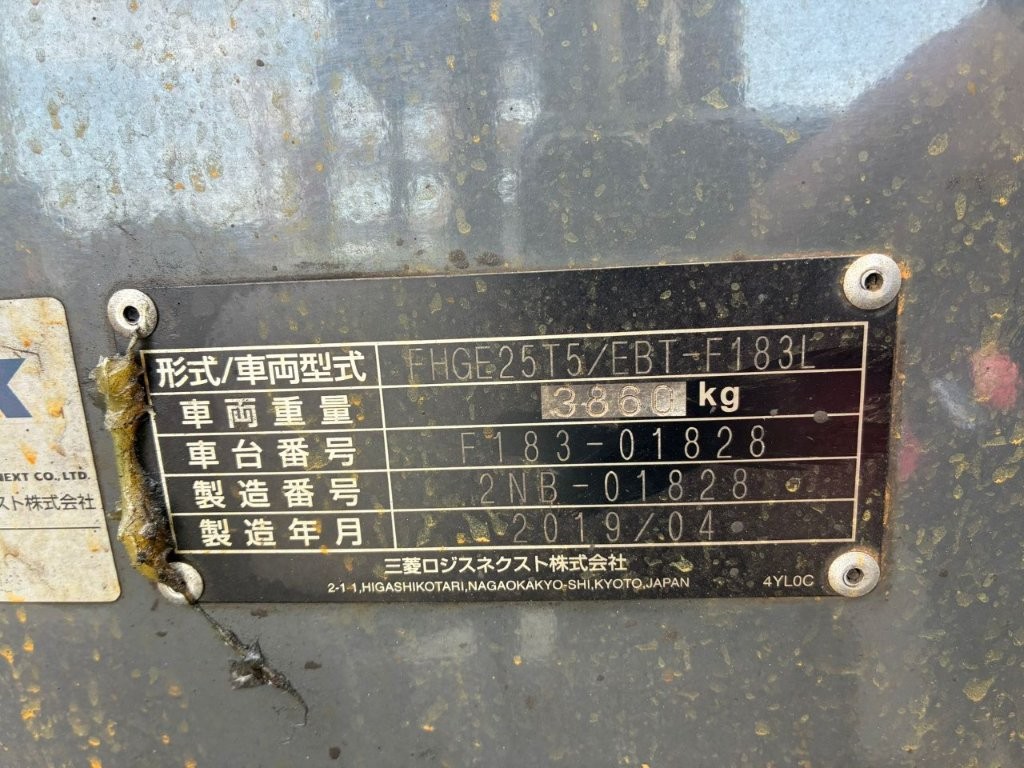 形式/車両型式 FHGE25T5/EBT-F183L
車両重量 3860 kg
車台番号 F183-01828
製造番号 2NB-01828
製造年月 2019/04
三菱ロジスネクスト株式会社
2-1-1,HIGASHIKOTARI,NAGAOKAKYO-SHI,KYOTO,JAPAN 4YL0C
NEXT CO.,LTD.
スト株式会社